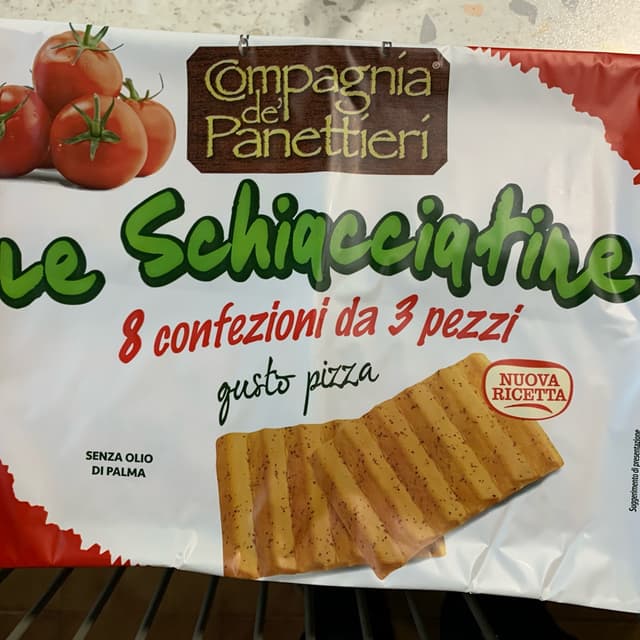 Compagnia
de'
Panettieri
Le Schiacciatine
8 confezioni da 3 pezzi
gusto pizza
NUOVA
RICETTA
SENZA OLIO
DI PALMA
Suggerimento di presentazione